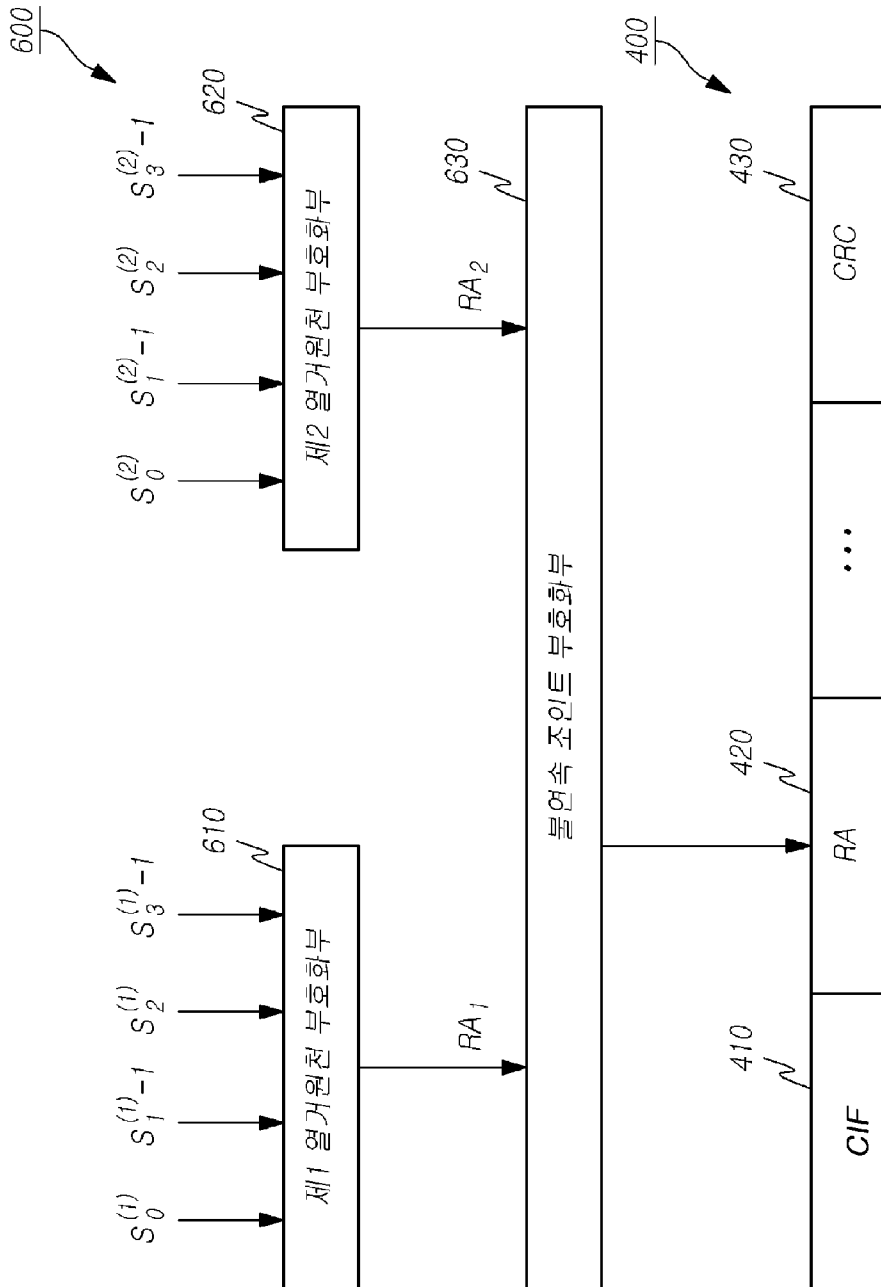 600
S_0^{(1)} S_1^{(1)}-1 S_2^{(1)} S_3^{(1)}-1 S_0^{(2)} S_1^{(2)}-1 S_2^{(2)} S_3^{(2)}-1
610 620
제1 열거원천 부호화부 제2 열거원천 부호화부
RA_1 RA_2
630
불연속 조인트 부호화부
400
410 420 430
CIF RA ... CRC